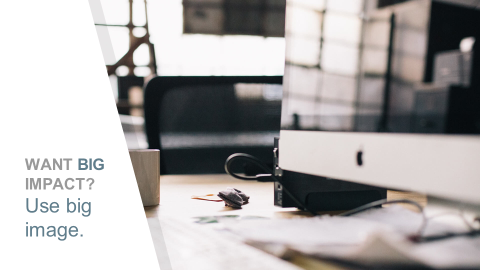 WANT BIG
IMPACT?
Use big
image.